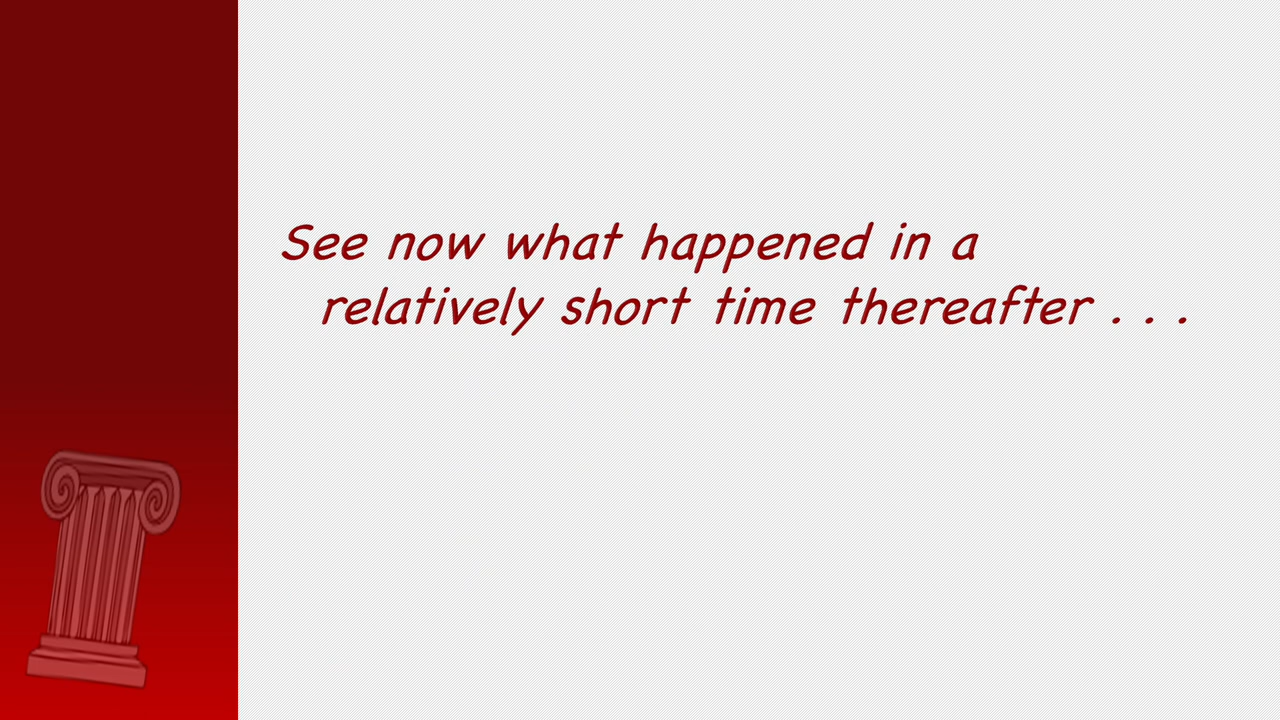 See now what happened in a
relatively short time thereafter . . .